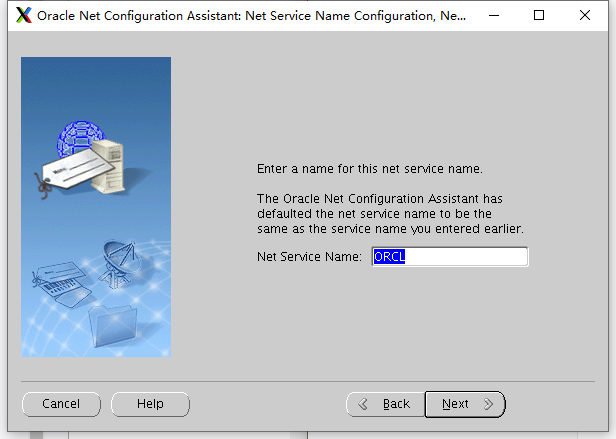 Oracle Net Configuration Assistant: Net Service Name Configuration, Ne...
Enter a name for this net service name.
The Oracle Net Configuration Assistant has
defaulted the net service name to be the
same as the service name you entered earlier.
Net Service Name: ORCL
Cancel Help Back Next